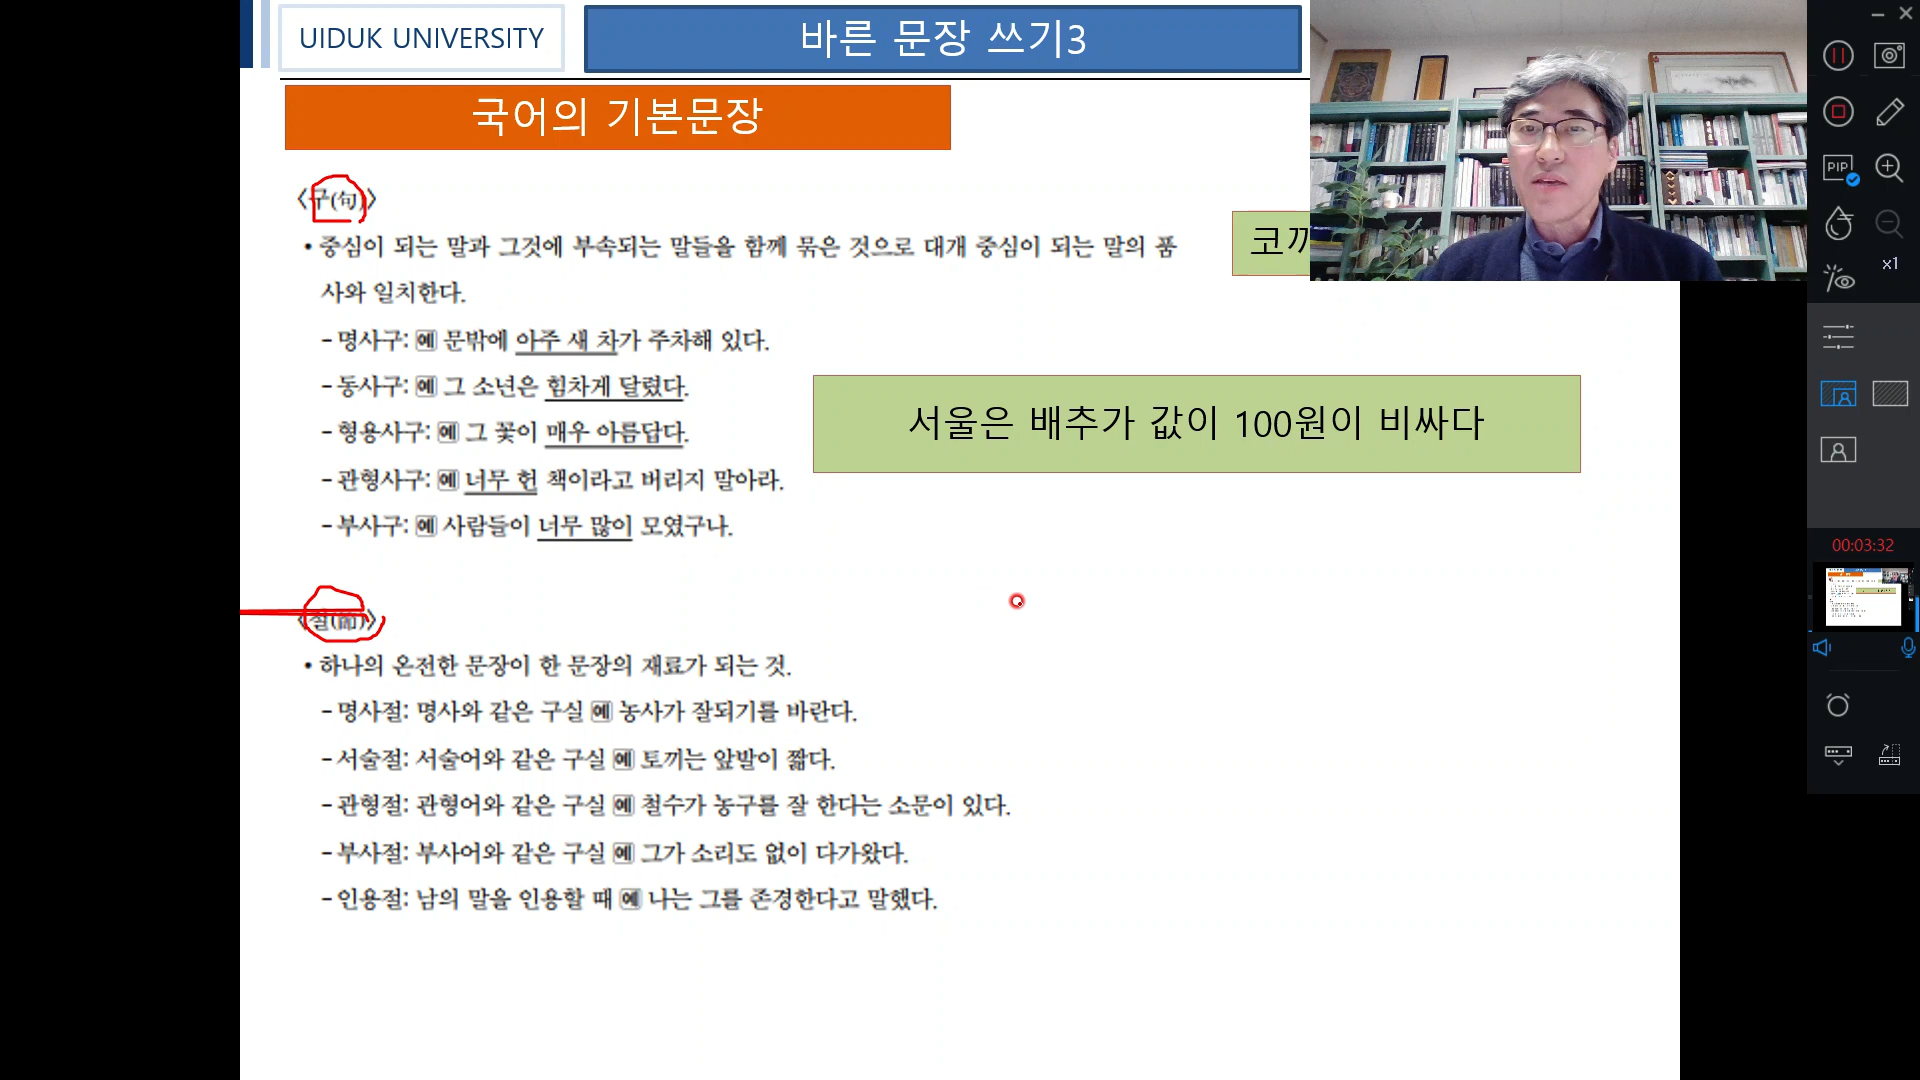 UIDUK UNIVERSITY
바른 문장 쓰기3
국어의 기본문장
〈구(句)〉
• 중심이 되는 말과 그것에 부속되는 말들을 함께 묶은 것으로 대개 중심이 되는 말의 품
사와 일치한다.
코끼
- 명사구: 예 문밖에 아주 새 차가 주차해 있다.
- 동사구: 예 그 소년은 힘차게 달렸다.
- 형용사구: 예 그 꽃이 매우 아름답다.
- 관형사구: 예 너무 헌 책이라고 버리지 말아라.
- 부사구: 예 사람들이 너무 많이 모였구나.
서울은 배추가 값이 100원이 비싸다
〈절(節)〉
• 하나의 온전한 문장이 한 문장의 재료가 되는 것.
- 명사절: 명사와 같은 구실 예 농사가 잘되기를 바란다.
- 서술절: 서술어와 같은 구실 예 토끼는 앞발이 짧다.
- 관형절: 관형어와 같은 구실 예 철수가 농구를 잘 한다는 소문이 있다.
- 부사절: 부사어와 같은 구실 예 그가 소리도 없이 다가왔다.
- 인용절: 남의 말을 인용할 때 예 나는 그를 존경한다고 말했다.
PIP
x1
00:03:32